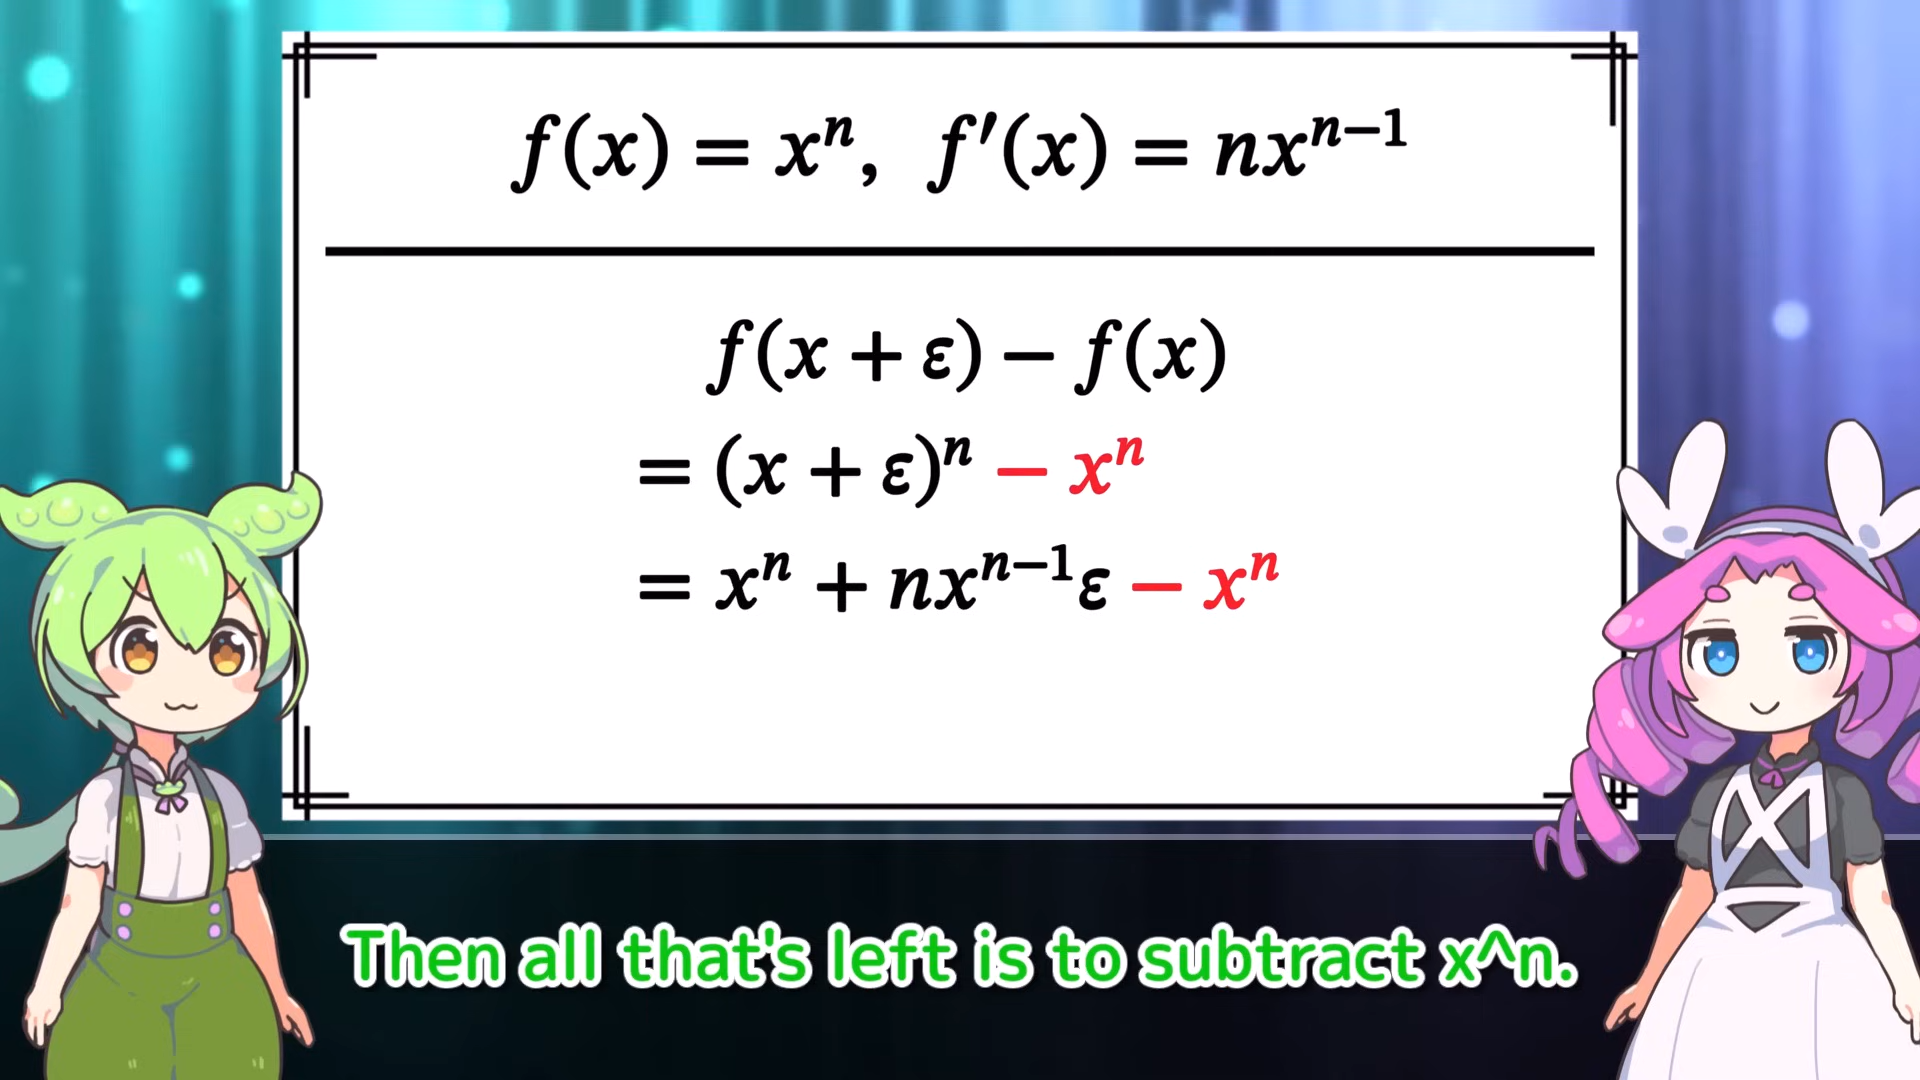 f(x) = xⁿ, f′(x) = nxⁿ⁻¹
f(x + ε) − f(x)
= (x + ε)ⁿ − xⁿ
= xⁿ + nxⁿ⁻¹ε − xⁿ
Then all that's left is to subtract x^n.